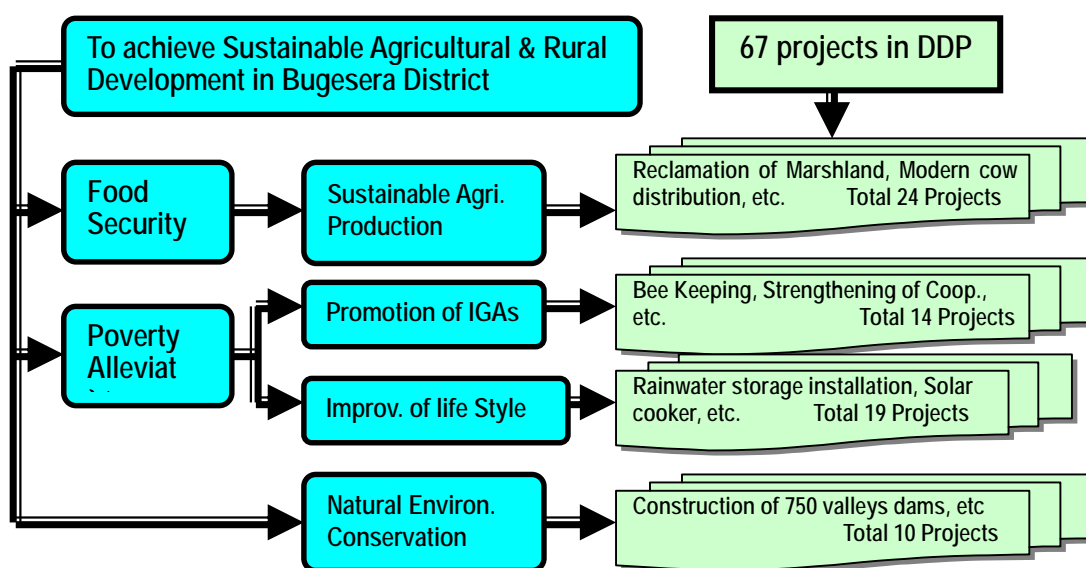 To achieve Sustainable Agricultural & Rural
Development in Bugesera District
67 projects in DDP
Food
Security
Sustainable Agri.
Production
Reclamation of Marshland, Modern cow
distribution, etc. Total 24 Projects
Poverty
Alleviat
Promotion of IGAs
Bee Keeping, Strengthening of Coop.,
etc. Total 14 Projects
Improv. of life Style
Rainwater storage installation, Solar
cooker, etc. Total 19 Projects
Natural Environ.
Conservation
Construction of 750 valleys dams, etc
Total 10 Projects